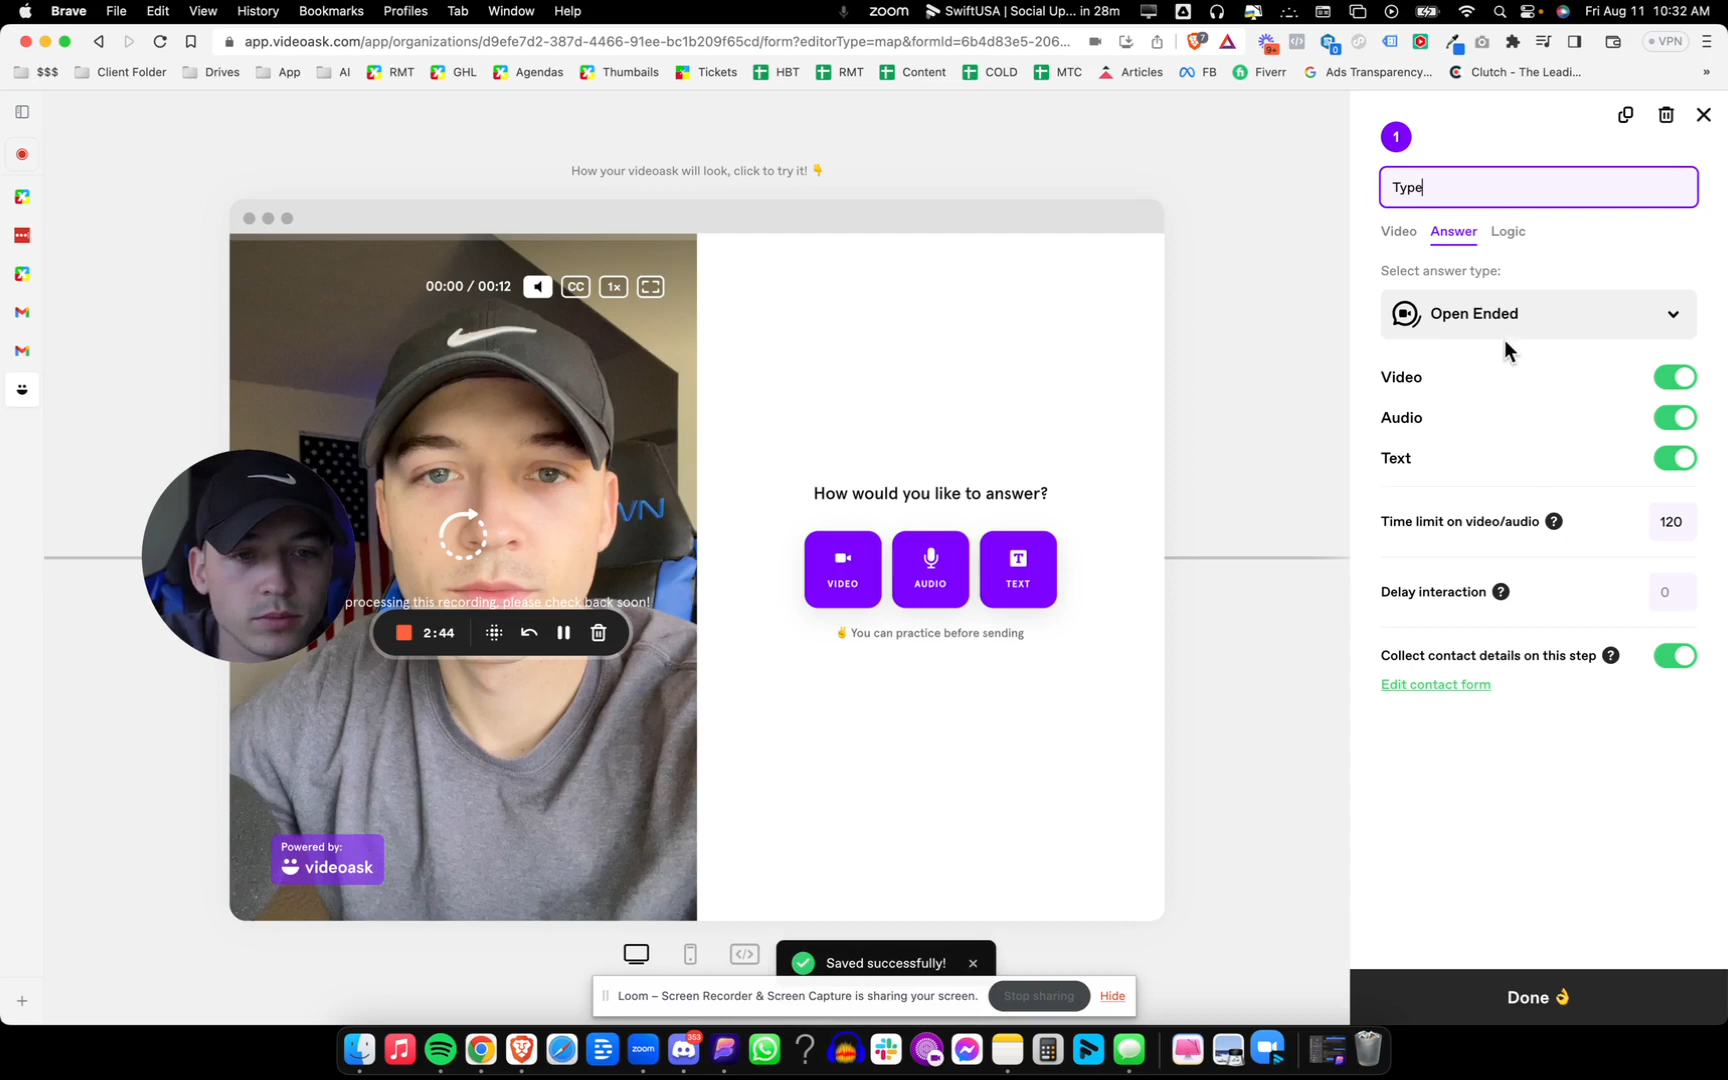 Brave File Edit View History Bookmarks Profiles Tab Window Help
zoom SwiftUSA | Social Up... in 28m
Fri Aug 11 10:32 AM
app.videoask.com/app/organizations/d9efe7d2-387d-4466-91ee-bc1b209f65cd/form?editorType=map&formId=6b4d83e5-206...
7 9+ 0 VPN
$$$ Client Folder Drives App AI RMT GHL Agendas Thumbails Tickets HBT RMT Content COLD MTC Articles FB Fiverr Ads Transparency... Clutch - The Leadi... »
How your videoask will look, click to try it! 👇
00:00 / 00:12 CC 1x
processing this recording, please check back soon!
2:44
Powered by:
videoask
How would you like to answer?
VIDEO AUDIO TEXT
✌ You can practice before sending
1
Type
Video Answer Logic
Select answer type:
Open Ended
Video
Audio
Text
Time limit on video/audio ? 120
Delay interaction ? 0
Collect contact details on this step ?
Edit contact form
Done 👌
Saved successfully! ×
Loom – Screen Recorder & Screen Capture is sharing your screen. Stop sharing Hide
zoom 353